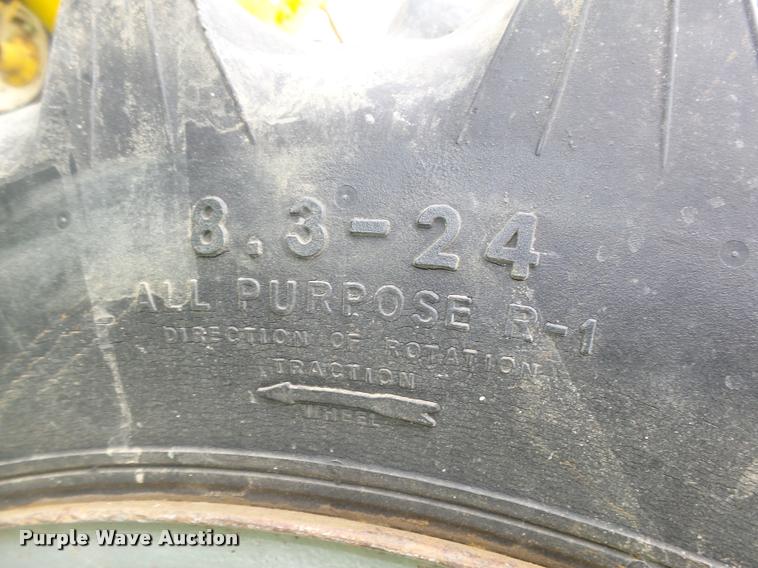 8.3-24
ALL PURPOSE R-1
DIRECTION OF ROTATION
TRACTION
WHEEL
Purple Wave Auction